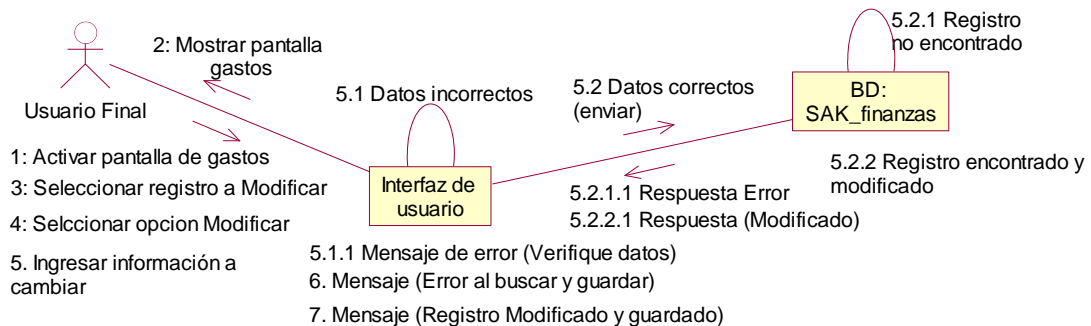 2: Mostrar pantalla
gastos
5.2.1 Registro
no encontrado
5.1 Datos incorrectos
5.2 Datos correctos
(enviar)
BD:
SAK_finanzas
Usuario Final
1: Activar pantalla de gastos
3: Seleccionar registro a Modificar
4: Selccionar opcion Modificar
5. Ingresar información a
cambiar
Interfaz de
usuario
5.2.2 Registro encontrado y
modificado
5.2.1.1 Respuesta Error
5.2.2.1 Respuesta (Modificado)
5.1.1 Mensaje de error (Verifique datos)
6. Mensaje (Error al buscar y guardar)
7. Mensaje (Registro Modificado y guardado)